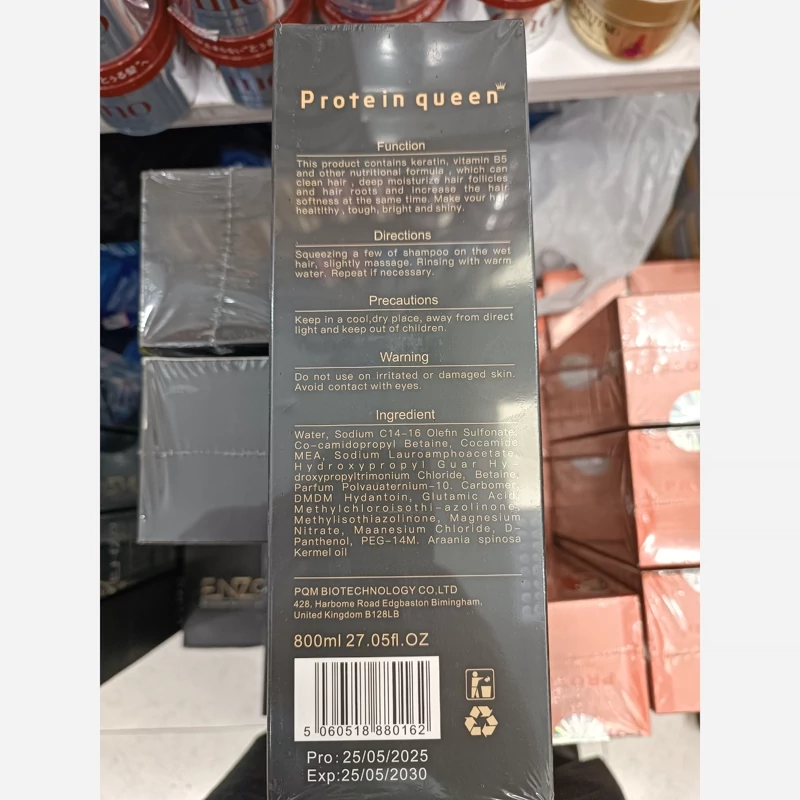 Protein queen
Function
This product contains keratin, vitamin B5
and other nutritional formula , which can
clean hair , deep moisturize hair follicles
and hair roots and increase the hair
softness at the same time. Make your hair
healtlthy , tough, bright and shiny.
Directions
Squeezing a few of shampoo on the wet
hair, slightly massage. Rinsing with warm
water. Repeat if necessary.
Precautions
Keep in a cool,dry place, away from direct
light and keep out of children.
Warning
Do not use on irritated or damaged skin.
Avoid contact with eyes.
Ingredient
Water, Sodium C14-16 Olefin Sulfonate,
Co-camidopropyl Betaine, Cocamide
MEA, Sodium Lauroamphoacetate,
Hydroxypropyl Guar Hy-
droxypropyltrimonium Chloride, Betaine,
Parfum Polvauaternium-10. Carbomer,
DMDM Hydantoin, Glutamic Acid,
Methylchloroisothi-azolinone,
Methylisothiazolinone, Magnesium
Nitrate, Maanesium Chloride, D-
Panthenol, PEG-14M. Araania spinosa
Kermel oil
PQM BIOTECHNOLOGY CO,LTD
428, Harbome Road Edgbaston Bimingham,
United Kingdom B128LB
800ml 27.05fl.OZ
5 060518 880162
Pro: 25/05/2025
Exp:25/05/2030
ENZO